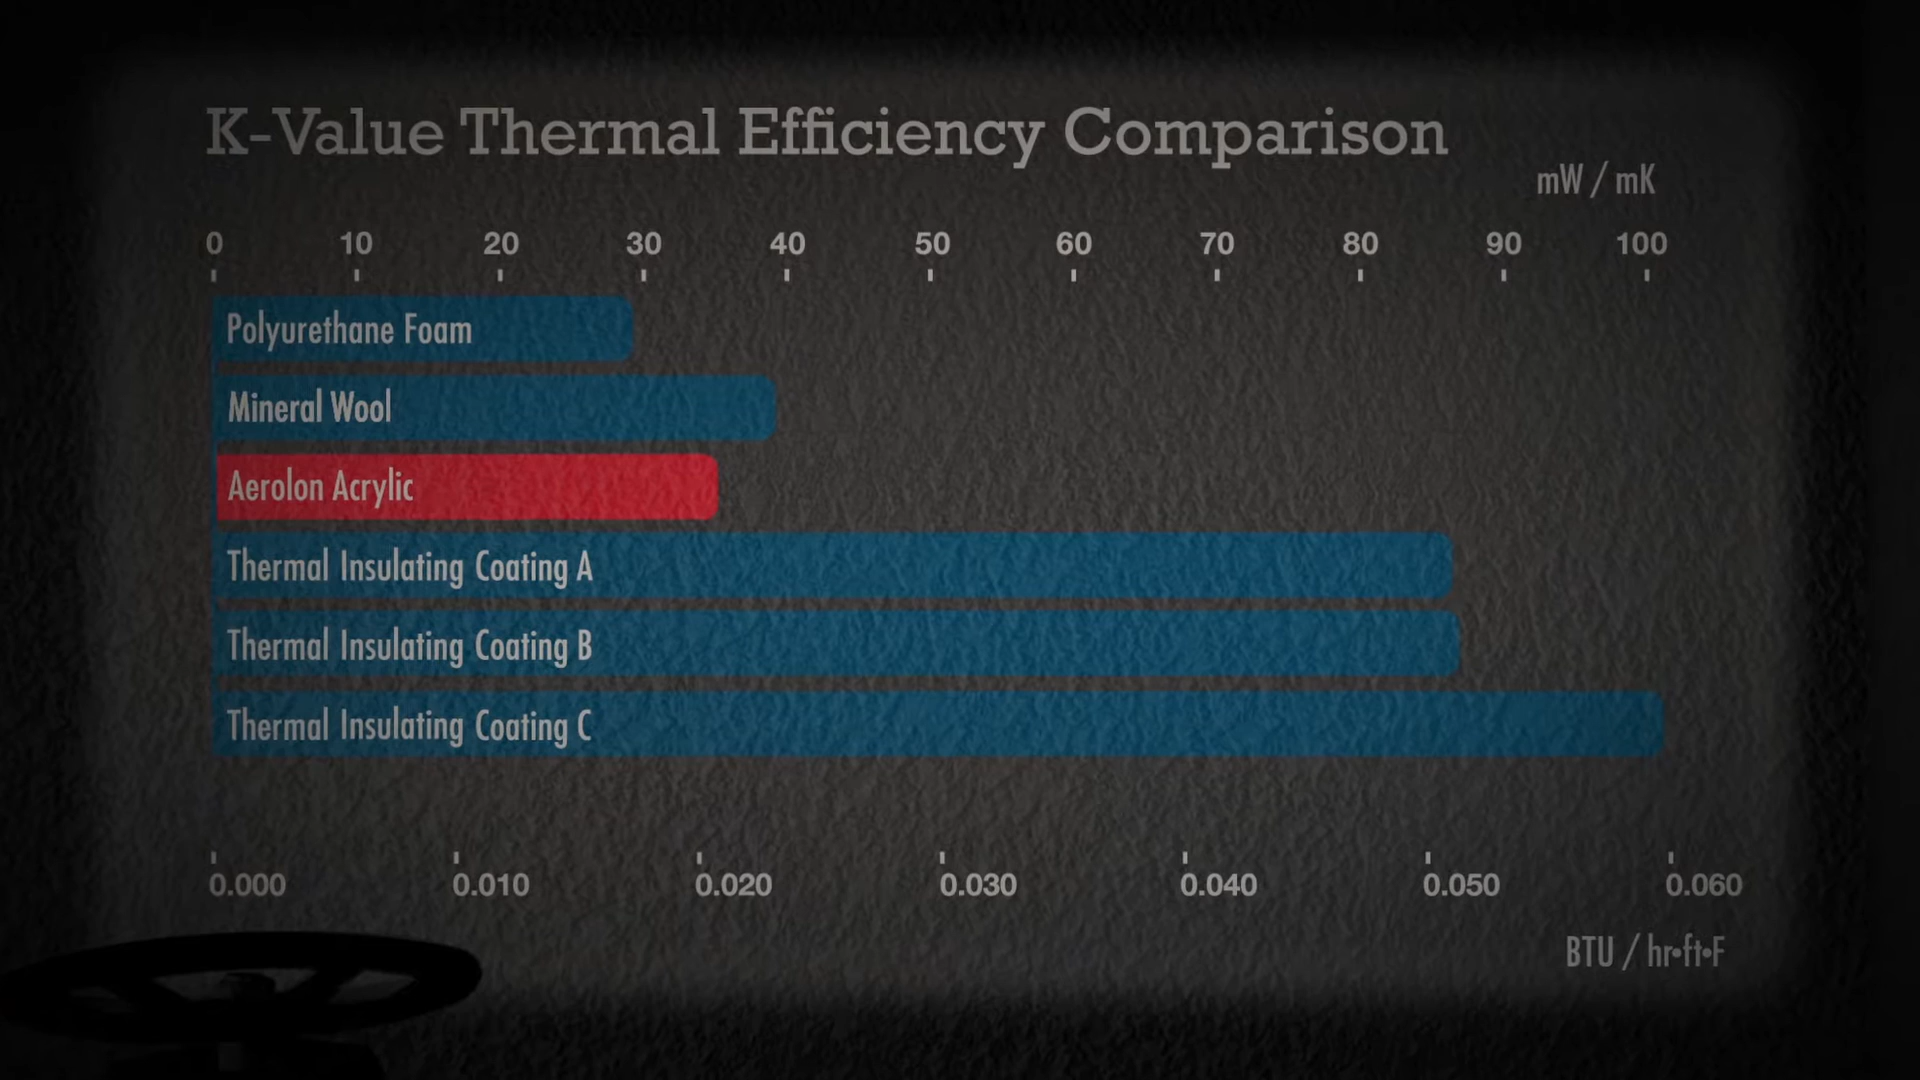 K-Value Thermal Efficiency Comparison
mW / mK
0 10 20 30 40 50 60 70 80 90 100
Polyurethane Foam
Mineral Wool
Aerolon Acrylic
Thermal Insulating Coating A
Thermal Insulating Coating B
Thermal Insulating Coating C
0.000 0.010 0.020 0.030 0.040 0.050 0.060
BTU / hr•ft•F